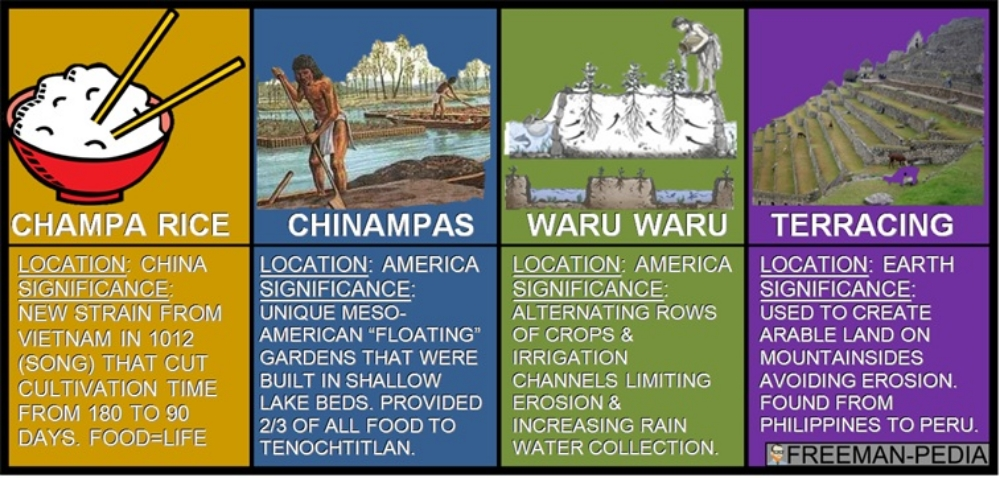 CHAMPA RICE
LOCATION: CHINA
SIGNIFICANCE:
NEW STRAIN FROM
VIETNAM IN 1012
(SONG) THAT CUT
CULTIVATION TIME
FROM 180 TO 90
DAYS. FOOD=LIFE
CHINAMPAS
LOCATION: AMERICA
SIGNIFICANCE:
UNIQUE MESO-
AMERICAN “FLOATING”
GARDENS THAT WERE
BUILT IN SHALLOW
LAKE BEDS. PROVIDED
2/3 OF ALL FOOD TO
TENOCHTITLAN.
WARU WARU
LOCATION: AMERICA
SIGNIFICANCE:
ALTERNATING ROWS
OF CROPS &
IRRIGATION
CHANNELS LIMITING
EROSION &
INCREASING RAIN
WATER COLLECTION.
TERRACING
LOCATION: EARTH
SIGNIFICANCE:
USED TO CREATE
ARABLE LAND ON
MOUNTAINSIDES
AVOIDING EROSION.
FOUND FROM
PHILIPPINES TO PERU.
FREEMAN-PEDIA